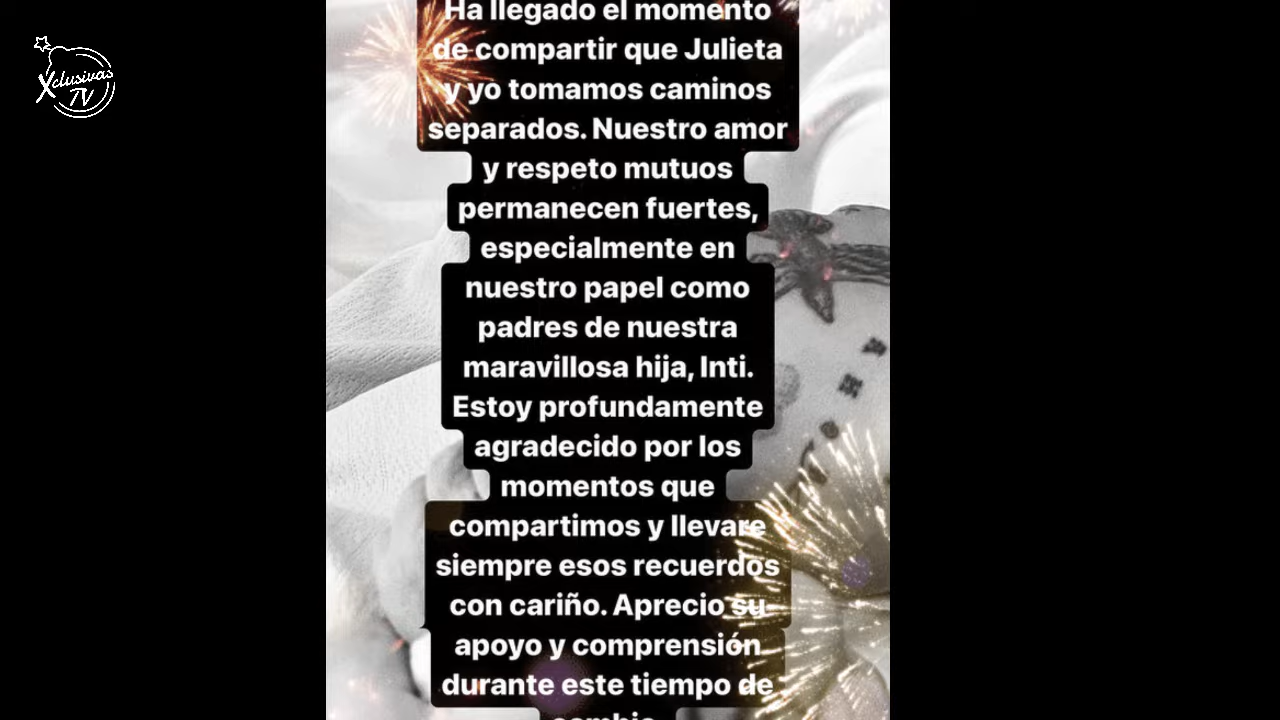 Xclusivas
TV
Ha llegado el momento
de compartir que Julieta
y yo tomamos caminos
separados. Nuestro amor
y respeto mutuos
permanecen fuertes,
especialmente en
nuestro papel como
padres de nuestra
maravillosa hija, Inti.
Estoy profundamente
agradecido por los
momentos que
compartimos y llevaré
siempre esos recuerdos
con cariño. Aprecio su
apoyo y comprensión
durante este tiempo de
cambio.